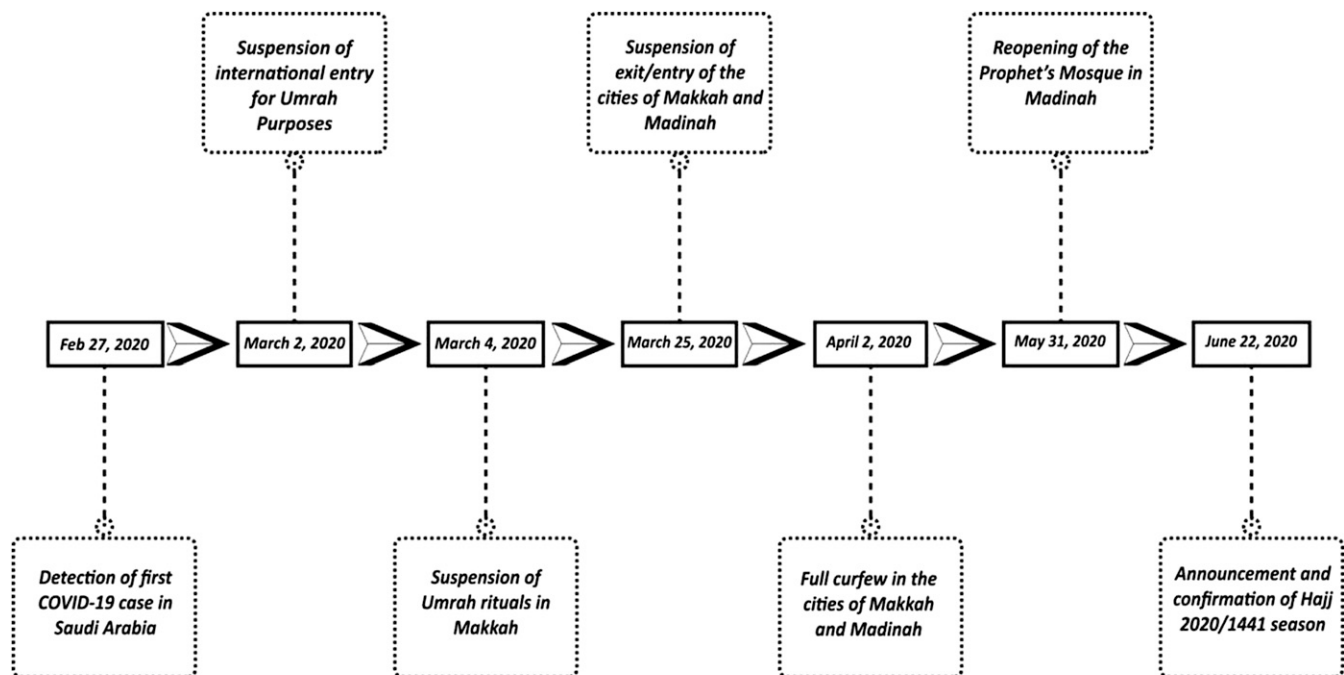 Suspension of
international entry
for Umrah
Purposes
Suspension of
exit/entry of the
cities of Makkah and
Madinah
Reopening of the
Prophet's Mosque in
Madinah
Feb 27, 2020
March 2, 2020
March 4, 2020
March 25, 2020
April 2, 2020
May 31, 2020
June 22, 2020
Detection of first
COVID-19 case in
Saudi Arabia
Suspension of
Umrah rituals in
Makkah
Full curfew in the
cities of Makkah
and Madinah
Announcement and
confirmation of Hajj
2020/1441 season